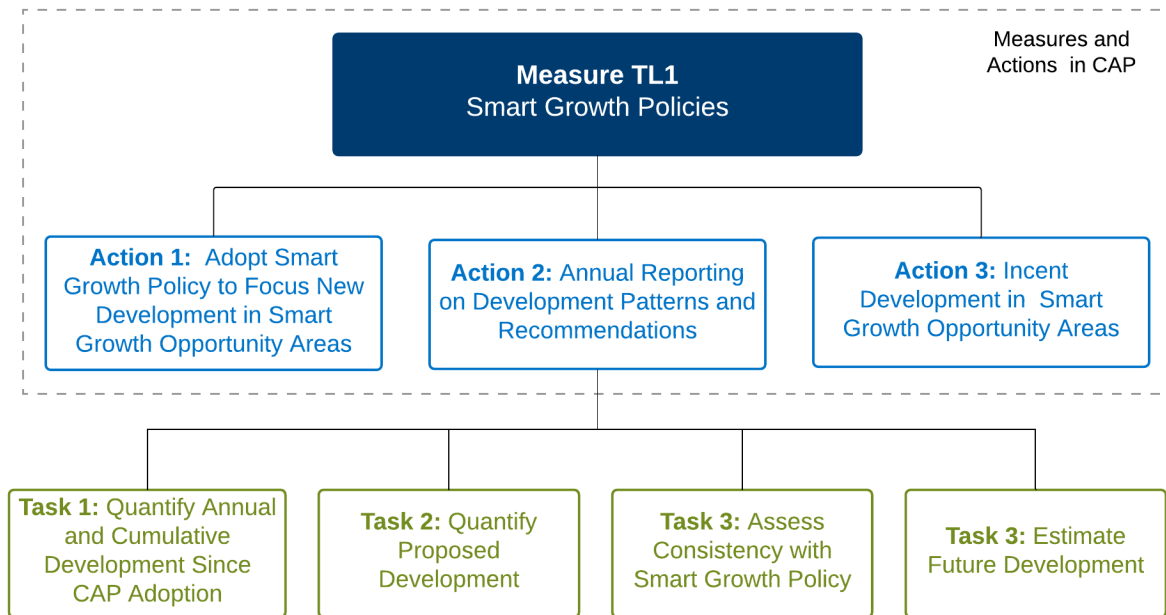 Measures and
Actions in CAP
Measure TL1
Smart Growth Policies
Action 1: Adopt Smart
Growth Policy to Focus New
Development in Smart
Growth Opportunity Areas
Action 2: Annual Reporting
on Development Patterns and
Recommendations
Action 3: Incent
Development in Smart
Growth Opportunity Areas
Task 1: Quantify Annual
and Cumulative
Development Since
CAP Adoption
Task 2: Quantify
Proposed
Development
Task 3: Assess
Consistency with
Smart Growth Policy
Task 3: Estimate
Future Development